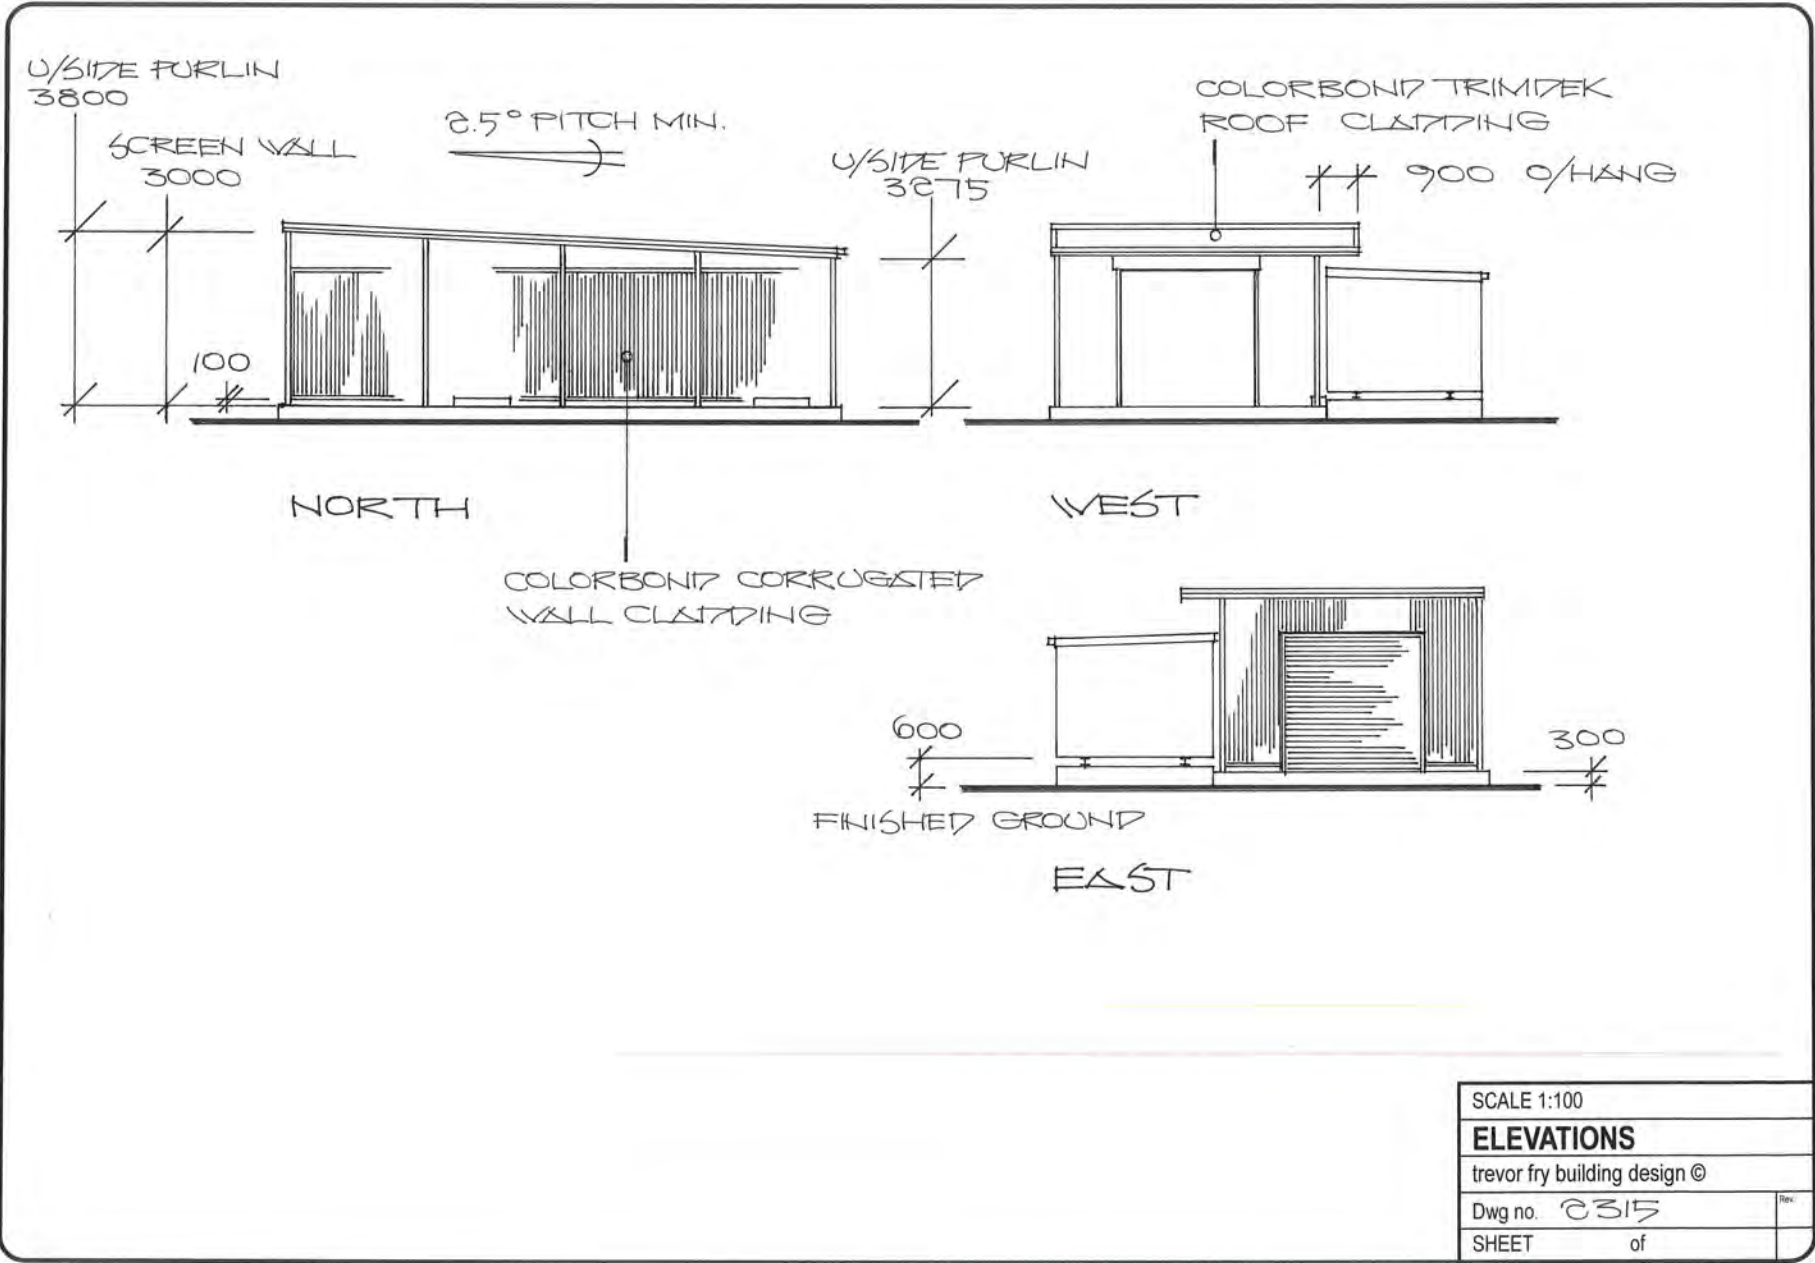 U/SIDE PURLIN
3800
SCREEN WALL
3000
2.5° PITCH MIN.
100
U/SIDE PURLIN
3275
COLORBOND TRIMDEK
ROOF CLADDING
900 O/HANG
NORTH
WEST
COLORBOND CORRUGATED
WALL CLADDING
600
300
FINISHED GROUND
EAST
SCALE 1:100
ELEVATIONS
trevor fry building design ©
Dwg no. 2315
Rev:
SHEET of